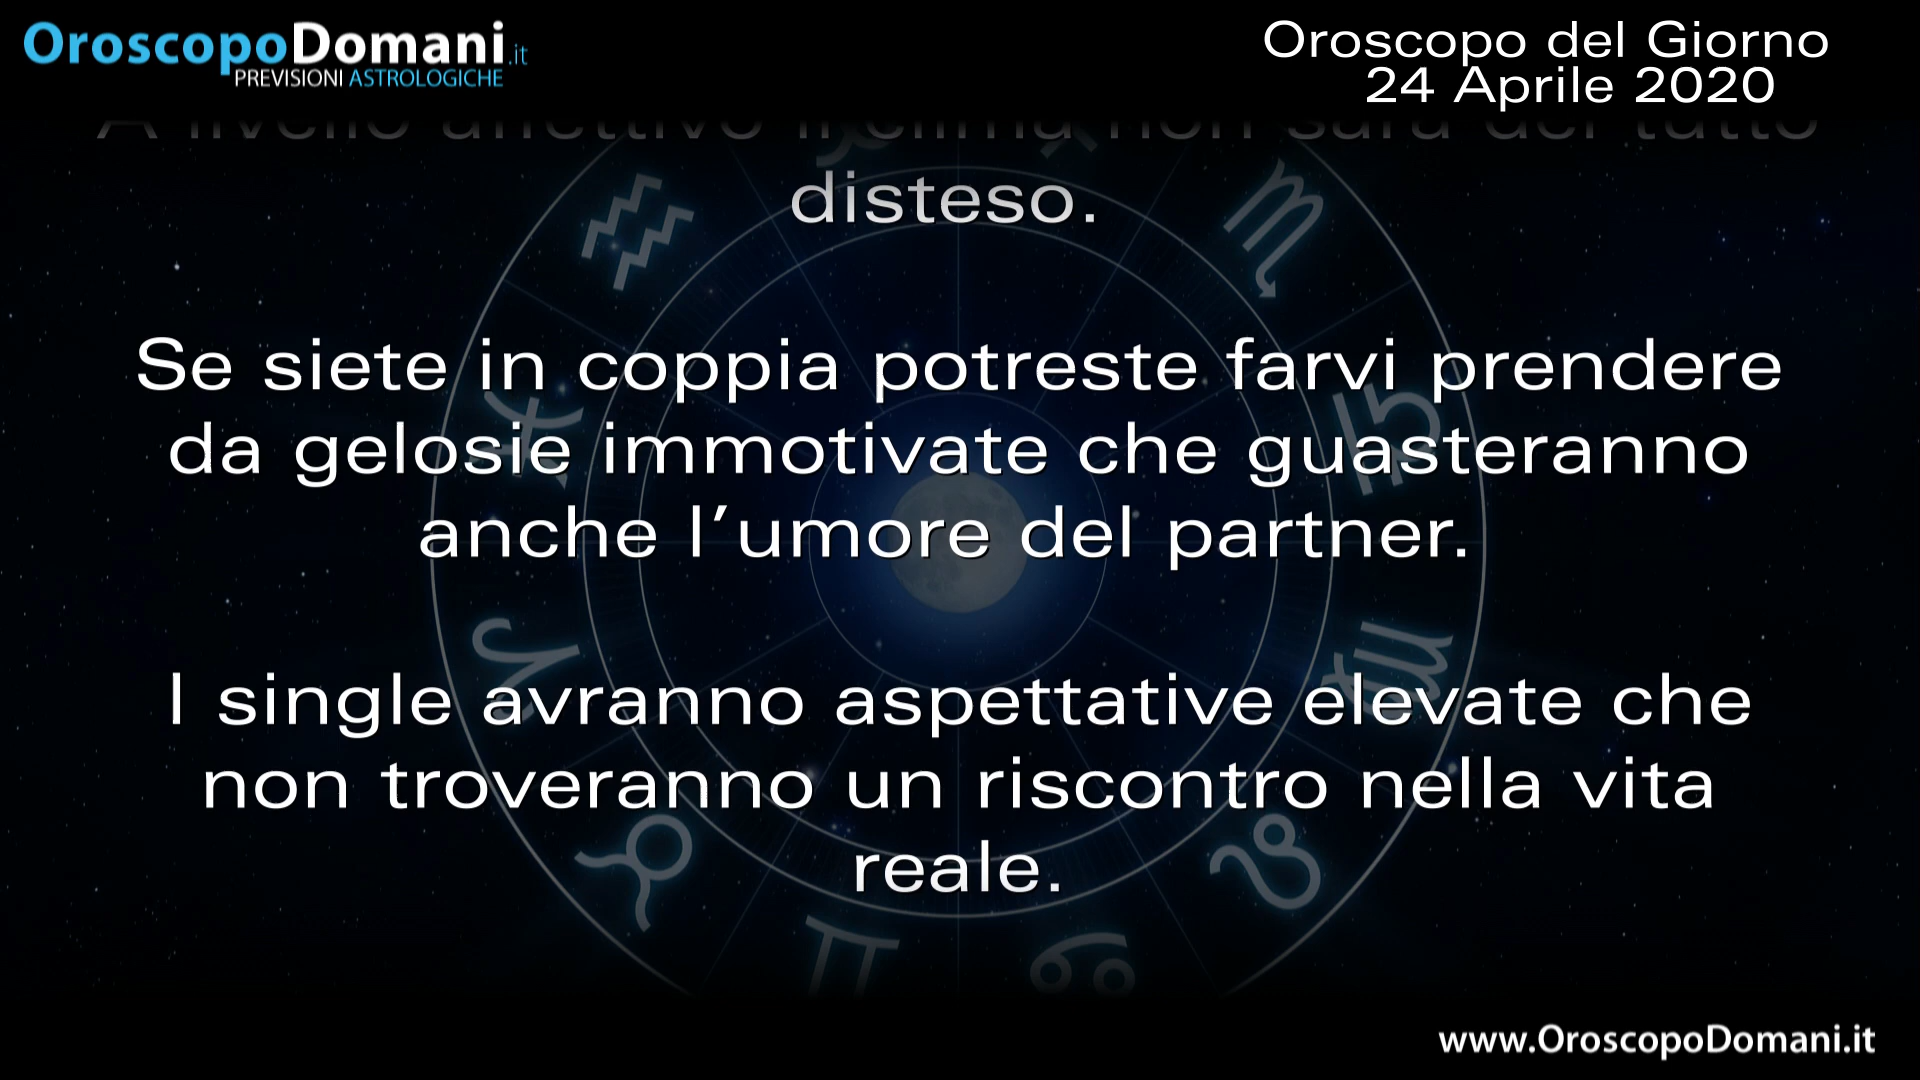 OroscopoDomani.it
PREVISIONI ASTROLOGICHE
Oroscopo del Giorno
24 Aprile 2020
A livello affettivo il clima non sarà del tutto
disteso.
Se siete in coppia potreste farvi prendere
da gelosie immotivate che guasteranno
anche l'umore del partner.
I single avranno aspettative elevate che
non troveranno un riscontro nella vita
reale.
www.OroscopoDomani.it